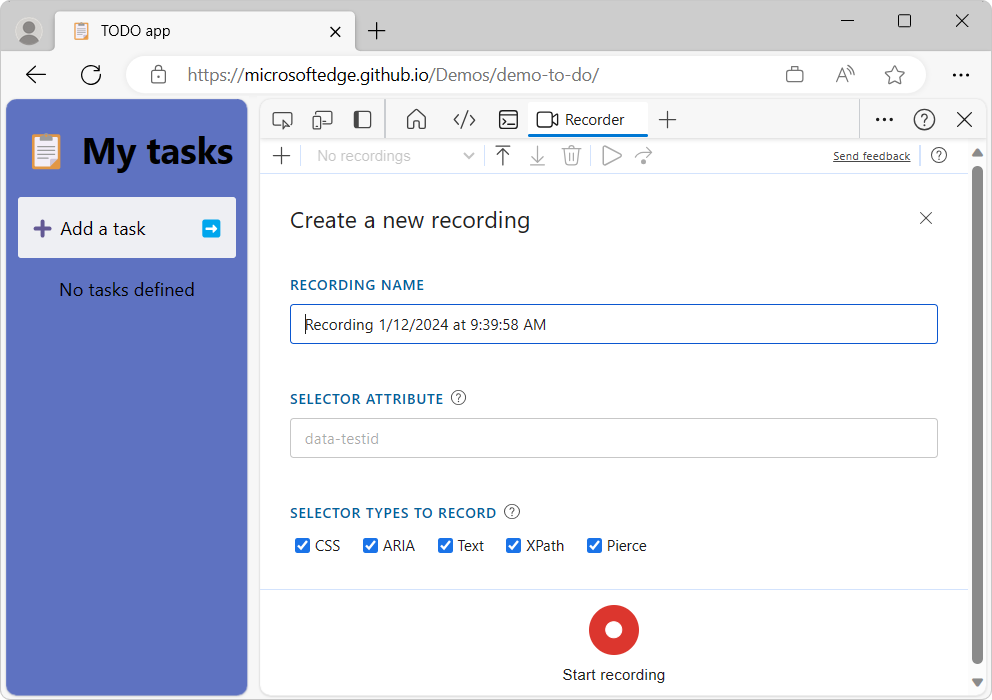 TODO app
https://microsoftedge.github.io/Demos/demo-to-do/
My tasks
Add a task
No tasks defined
Recorder
No recordings
Send feedback
Create a new recording
RECORDING NAME
Recording 1/12/2024 at 9:39:58 AM
SELECTOR ATTRIBUTE
data-testid
SELECTOR TYPES TO RECORD
CSS ARIA Text XPath Pierce
Start recording